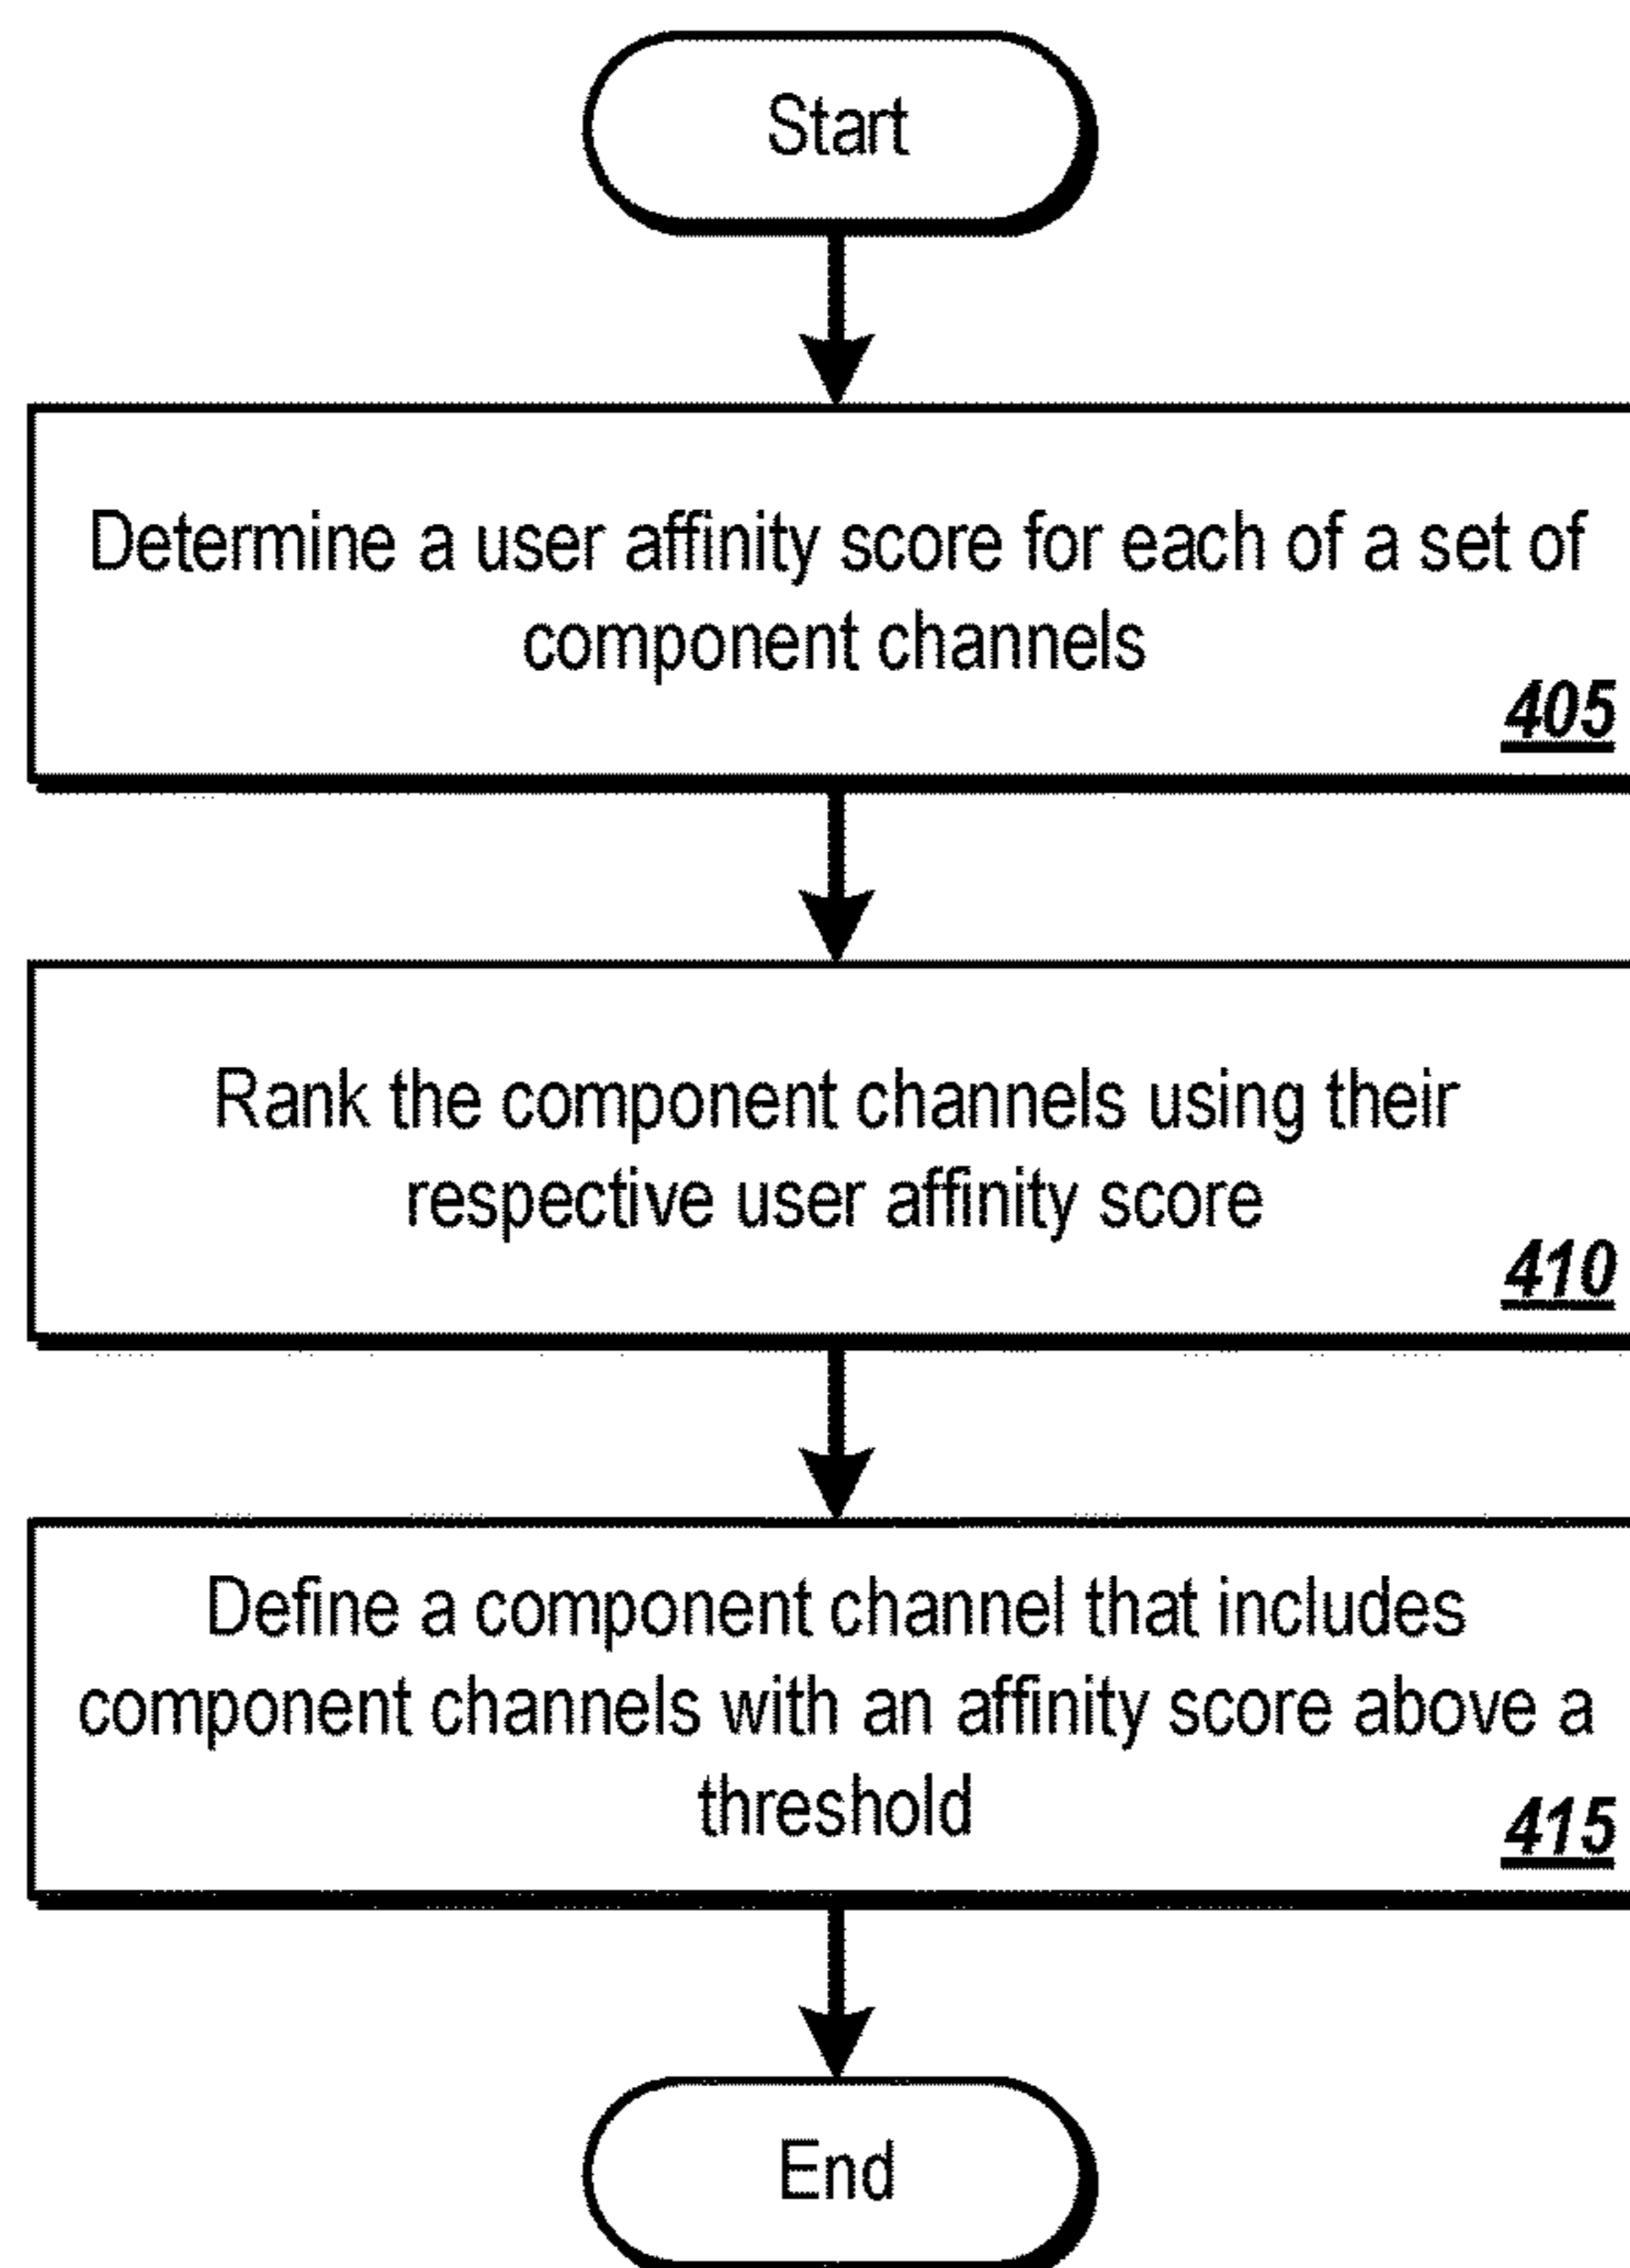 Start
Determine a user affinity score for each of a set of
component channels
405
Rank the component channels using their
respective user affinity score
410
Define a component channel that includes
component channels with an affinity score above a
threshold
415
End